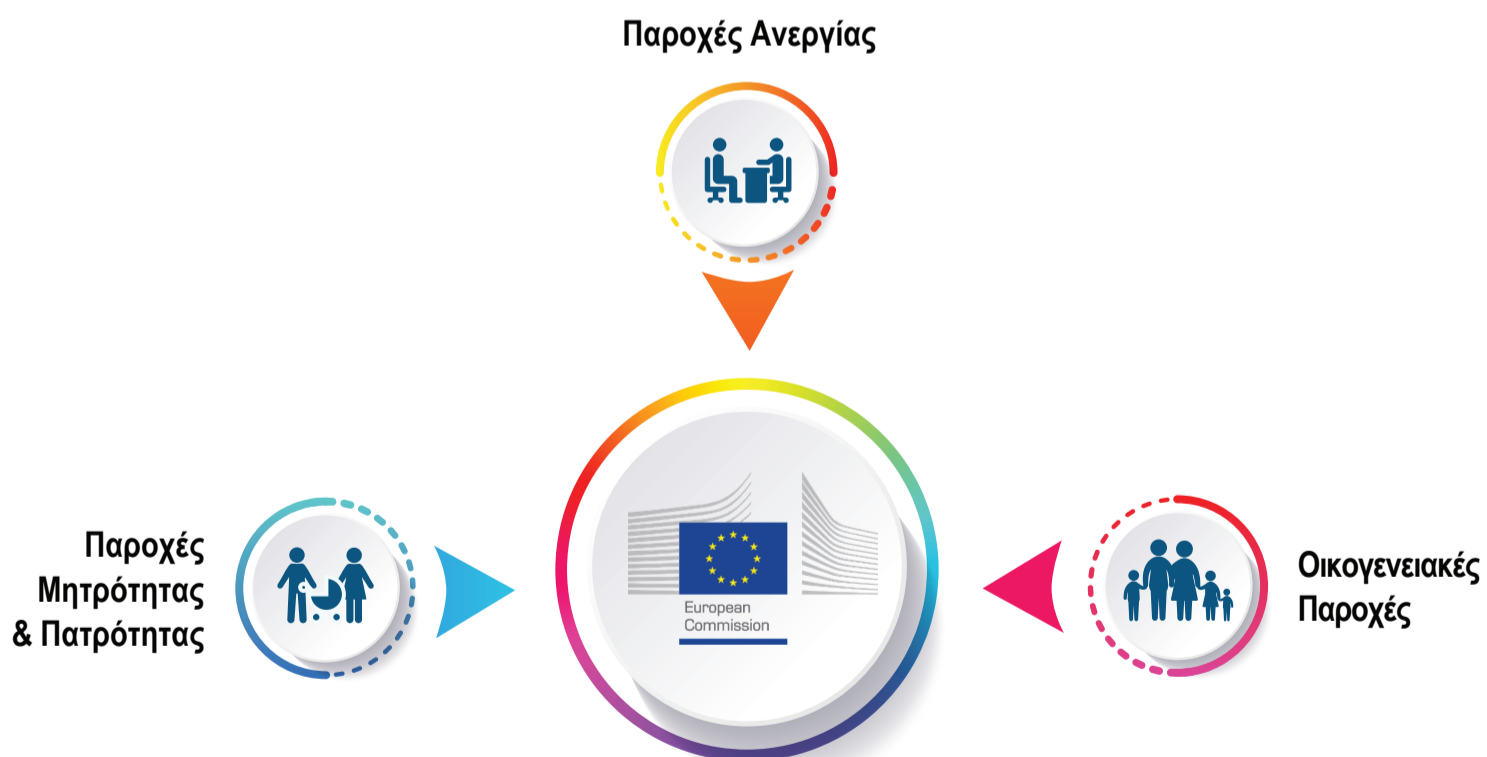 Παροχές Ανεργίας
Παροχές
Μητρότητας
& Πατρότητας
European
Commission
Οικογενειακές
Παροχές